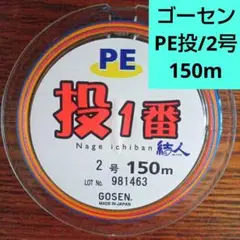 ゴーセン
PE投/2号
150m
PE
投1番
Nage ichiban
結人
2号 150m
LOT No. 981463
GOSEN.
MADE IN JAPAN